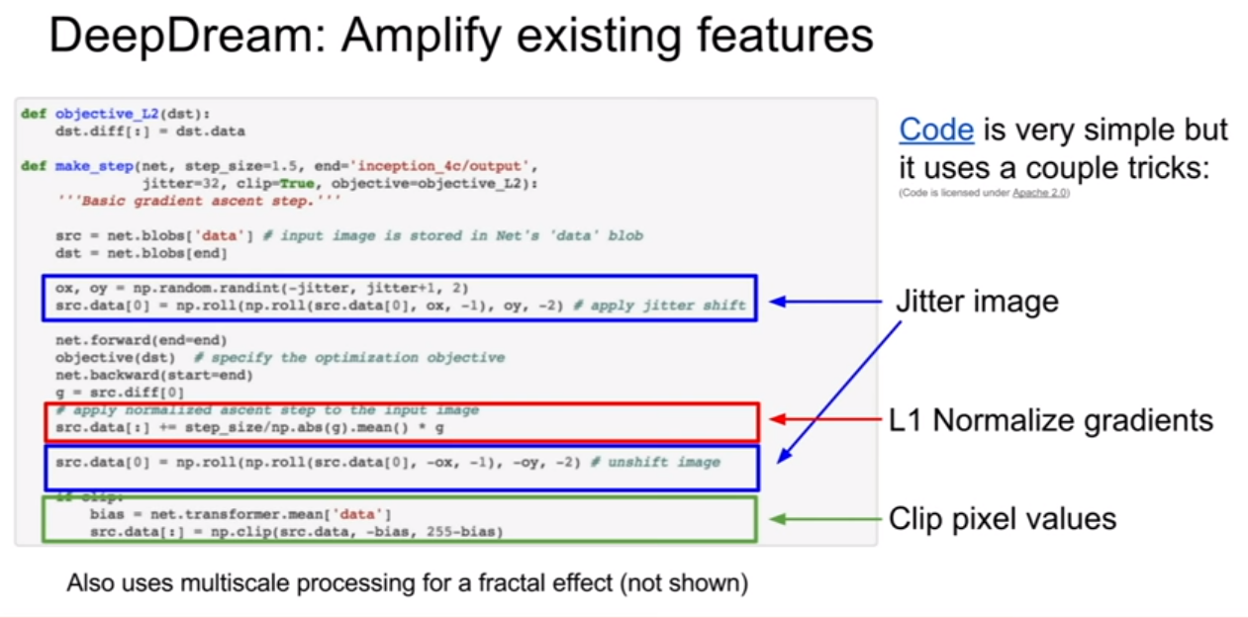 DeepDream: Amplify existing features
def objective_L2(dst):
    dst.diff[:] = dst.data
def make_step(net, step_size=1.5, end='inception_4c/output',
              jitter=32, clip=True, objective=objective_L2):
    '''Basic gradient ascent step.'''
    src = net.blobs['data'] # input image is stored in Net's 'data' blob
    dst = net.blobs[end]
    ox, oy = np.random.randint(-jitter, jitter+1, 2)
    src.data[0] = np.roll(np.roll(src.data[0], ox, -1), oy, -2) # apply jitter shift
    net.forward(end=end)
    objective(dst)  # specify the optimization objective
    net.backward(start=end)
    g = src.diff[0]
    # apply normalized ascent step to the input image
    src.data[:] += step_size/np.abs(g).mean() * g
    src.data[0] = np.roll(np.roll(src.data[0], -ox, -1), -oy, -2) # unshift image
    if clip:
        bias = net.transformer.mean['data']
        src.data[:] = np.clip(src.data, -bias, 255-bias)
Code is very simple but
it uses a couple tricks:
(Code is licensed under Apache 2.0)
Jitter image
L1 Normalize gradients
Clip pixel values
Also uses multiscale processing for a fractal effect (not shown)